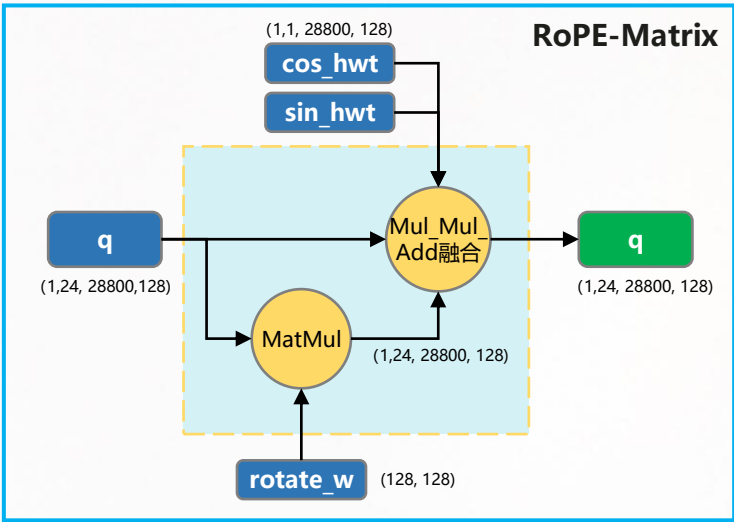 (1,1, 28800, 128)
RoPE-Matrix
cos_hwt
sin_hwt
q
Mul_Mul_
Add融合
q
(1,24, 28800,128)
(1,24, 28800, 128)
MatMul
(1,24, 28800, 128)
rotate_w
(128, 128)